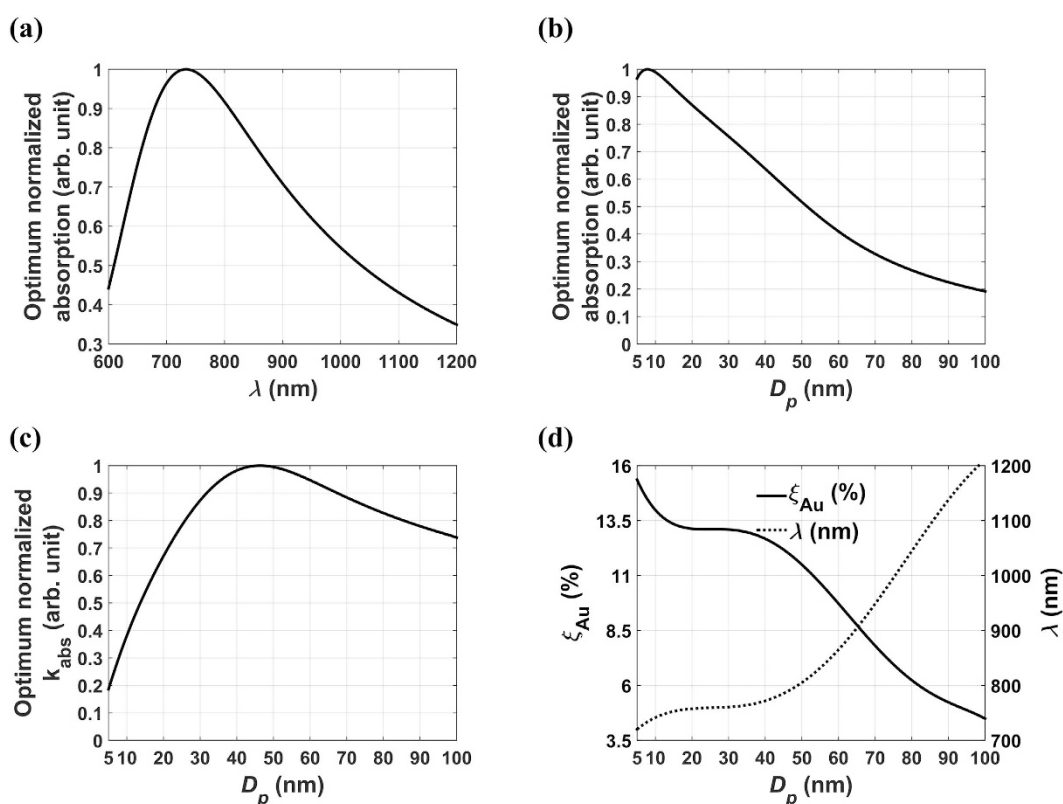 (a)
Optimum normalized
absorption (arb. unit)
1
0.9
0.8
0.7
0.6
0.5
0.4
0.3
600 700 800 900 1000 1100 1200
λ (nm)
(b)
Optimum normalized
absorption (arb. unit)
1
0.9
0.8
0.7
0.6
0.5
0.4
0.3
0.2
0.1
0
5 10 20 30 40 50 60 70 80 90 100
D_p (nm)
(c)
Optimum normalized
k_abs (arb. unit)
1
0.9
0.8
0.7
0.6
0.5
0.4
0.3
0.2
0.1
0
5 10 20 30 40 50 60 70 80 90 100
D_p (nm)
(d)
ξ_Au (%)
16
13.5
11
8.5
6
3.5
ξ_Au (%)
λ (nm)
1200
1100
1000
900
800
700
λ (nm)
5 10 20 30 40 50 60 70 80 90 100
D_p (nm)